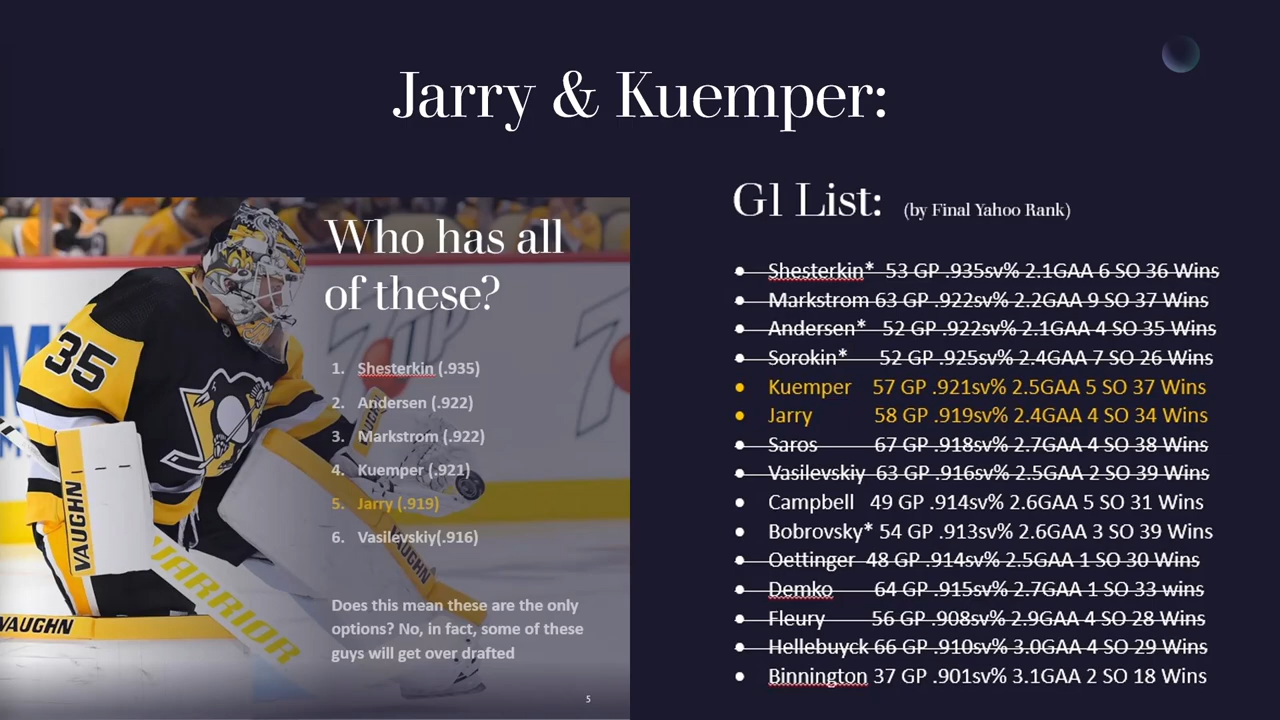 Jarry & Kuemper:
Who has all
of these?
1. Shesterkin (.935)
2. Andersen (.922)
3. Markstrom (.922)
4. Kuemper (.921)
5. Jarry (.919)
6. Vasilevskiy(.916)
Does this mean these are the only
options? No, in fact, some of these
guys will get over drafted
5
35
VAUGHN
VAUGHN
WARRIOR
VAUGHN
VAUGHN
G1 List: (by Final Yahoo Rank)
• Shesterkin* 53 GP .935sv% 2.1GAA 6 SO 36 Wins
• Markstrom 63 GP .922sv% 2.2GAA 9 SO 37 Wins
• Andersen* 52 GP .922sv% 2.1GAA 4 SO 35 Wins
• Sorokin* 52 GP .925sv% 2.4GAA 7 SO 26 Wins
• Kuemper 57 GP .921sv% 2.5GAA 5 SO 37 Wins
• Jarry 58 GP .919sv% 2.4GAA 4 SO 34 Wins
• Saros 67 GP .918sv% 2.7GAA 4 SO 38 Wins
• Vasilevskiy 63 GP .916sv% 2.5GAA 2 SO 39 Wins
• Campbell 49 GP .914sv% 2.6GAA 5 SO 31 Wins
• Bobrovsky* 54 GP .913sv% 2.6GAA 3 SO 39 Wins
• Oettinger 48 GP .914sv% 2.5GAA 1 SO 30 Wins
• Demko 64 GP .915sv% 2.7GAA 1 SO 33 wins
• Fleury 56 GP .908sv% 2.9GAA 4 SO 28 Wins
• Hellebuyck 66 GP .910sv% 3.0GAA 4 SO 29 Wins
• Binnington 37 GP .901sv% 3.1GAA 2 SO 18 Wins